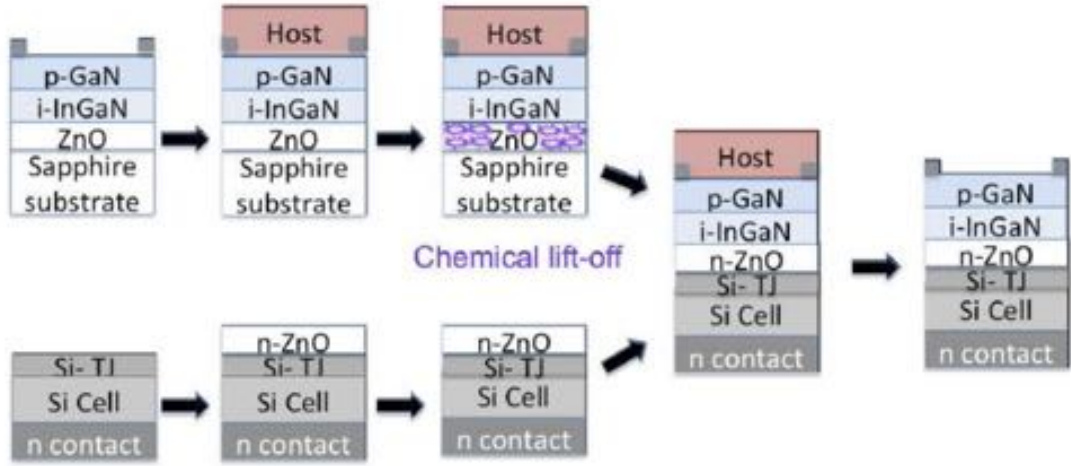 p-GaN
i-InGaN
ZnO
Sapphire
substrate
Host
p-GaN
i-InGaN
ZnO
Sapphire
substrate
Host
p-GaN
i-InGaN
ZnO
Sapphire
substrate
Chemical lift-off
Si- TJ
Si Cell
n contact
n-ZnO
Si- TJ
Si Cell
n contact
n-ZnO
Si- TJ
Si Cell
n contact
Host
p-GaN
i-InGaN
n-ZnO
Si- TJ
Si Cell
n contact
p-GaN
i-InGaN
n-ZnO
Si- TJ
Si Cell
n contact